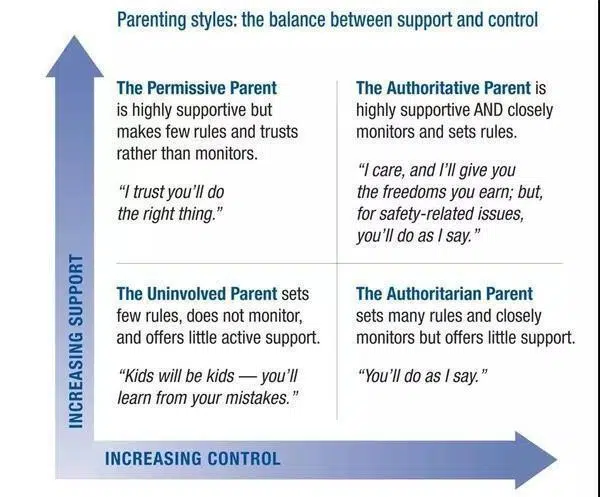 Parenting styles: the balance between support and control
The Permissive Parent
is highly supportive but
makes few rules and trusts
rather than monitors.
“I trust you’ll do
the right thing.”
The Authoritative Parent is
highly supportive AND closely
monitors and sets rules.
“I care, and I’ll give you
the freedoms you earn; but,
for safety-related issues,
you’ll do as I say.”
The Uninvolved Parent sets
few rules, does not monitor,
and offers little active support.
“Kids will be kids — you’ll
learn from your mistakes.”
The Authoritarian Parent
sets many rules and closely
monitors but offers little support.
“You’ll do as I say.”
INCREASING SUPPORT
INCREASING CONTROL